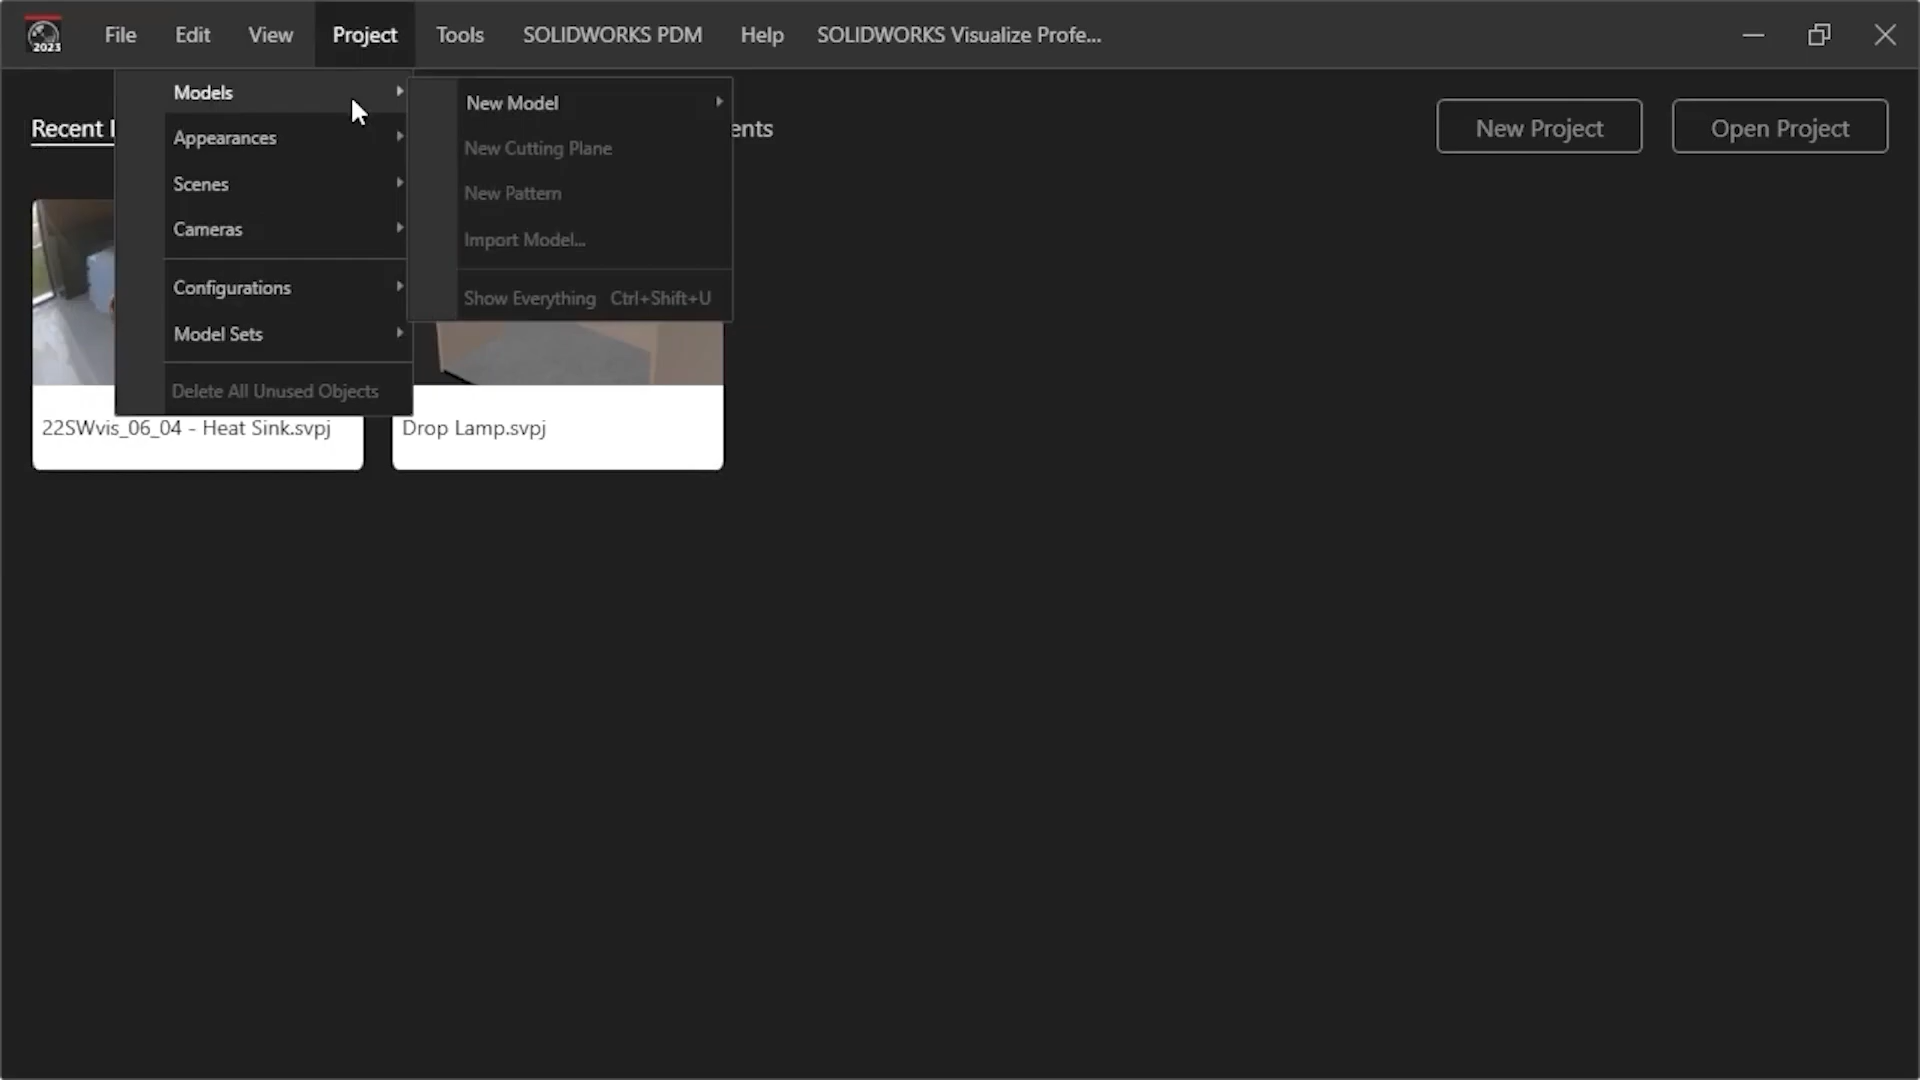 2023
File Edit View Project Tools SOLIDWORKS PDM Help SOLIDWORKS Visualize Profe...
Recent
ents
New Project
Open Project
Models
Appearances
Scenes
Cameras
Configurations
Model Sets
Delete All Unused Objects
New Model
New Cutting Plane
New Pattern
Import Model...
Show Everything Ctrl+Shift+U
22SWvis_06_04 - Heat Sink.svpj
Drop Lamp.svpj